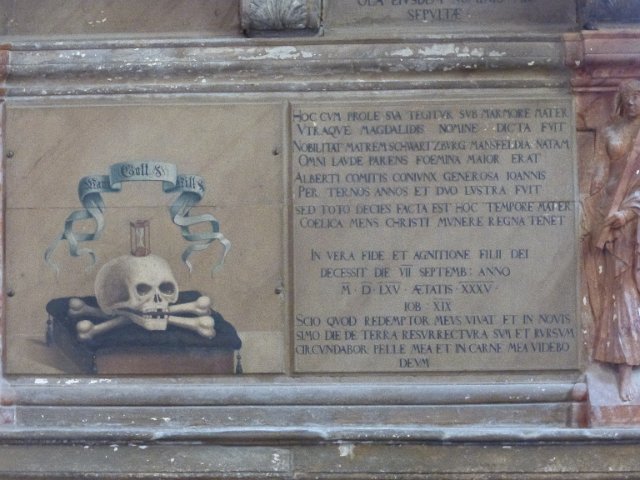 SEPVLTÆ
Gott
HOC CVM PROLE SVA TEGITVR SVB MARMORE MATER
VTRAQVE MAGDALIDIS NOMINE DICTA FVIT
NOBILITAT MATREM SCHWARTZBVRG MANSFELDIA NATAM
OMNI LAVDE PARENS FOEMINA MAIOR ERAT
ALBERTI COMITIS CONIVNX GENEROSA IOANNIS
PER TERNOS ANNOS ET DVO LVSTRA FVIT
SED TOTO DECIES FACTA EST HOC TEMPORE MATER
COELICA MENS CHRISTI MVNERE REGNA TENET
IN VERA FIDE ET AGNITIONE FILII DEI
DECESSIT DIE VII SEPTEMB: ANNO
M · D · LXV · ÆTATIS · XXXV ·
IOB · XIX
SCIO QVOD REDEMPTOR MEVS VIVAT ET IN NOVIS
SIMO DIE DE TERRA RESVRRECTVRA SVM ET RVRSVM
CIRCVNDABOR PELLE MEA ET IN CARNE MEA VIDEBO
DEVM